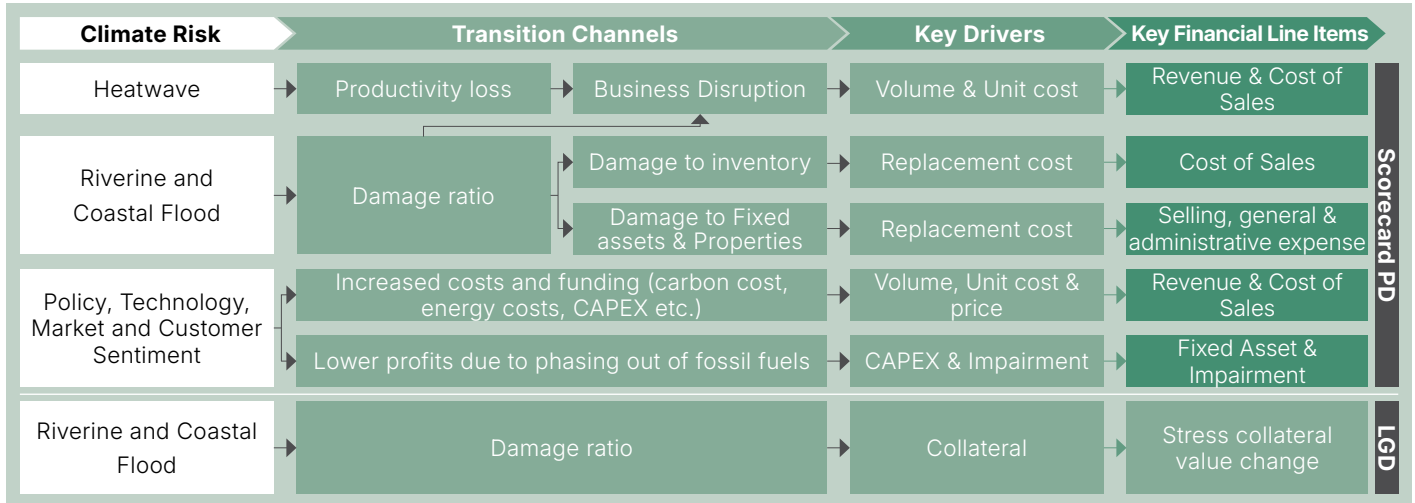 Climate Risk
Transition Channels
Key Drivers
Key Financial Line Items
Heatwave
Productivity loss
Business Disruption
Volume & Unit cost
Revenue & Cost of
Sales
Riverine and
Coastal Flood
Damage ratio
Damage to inventory
Replacement cost
Cost of Sales
Damage to Fixed
assets & Properties
Replacement cost
Selling, general &
administrative expense
Policy, Technology,
Market and Customer
Sentiment
Increased costs and funding (carbon cost,
energy costs, CAPEX etc.)
Volume, Unit cost &
price
Revenue & Cost of
Sales
Lower profits due to phasing out of fossil fuels
CAPEX & Impairment
Fixed Asset &
Impairment
Scorecard PD
Riverine and Coastal
Flood
Damage ratio
Collateral
Stress collateral
value change
LGD